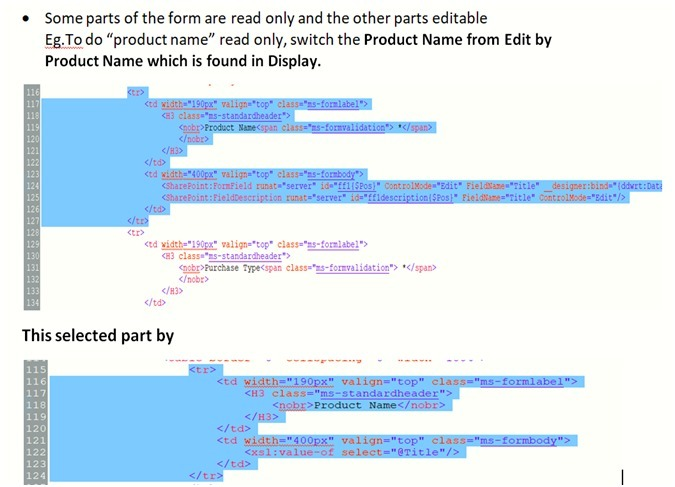 • Some parts of the form are read only and the other parts editable
Eg.To do “product name” read only, switch the Product Name from Edit by
Product Name which is found in Display.
116 <tr>
117 <td width="190px" valign="top" class="ms-formlabel">
118 <H3 class="ms-standardheader">
119 <nobr>Product Name<span class="ms-formvalidation"> *</span>
120 </nobr>
121 </H3>
122 </td>
123 <td width="400px" valign="top" class="ms-formbody">
124 <SharePoint:FormField runat="server" id="ff1{$Pos}" ControlMode="Edit" FieldName="Title" __designer:bind="{ddwrt:Data
125 <SharePoint:FieldDescription runat="server" id="ff1description{$Pos}" FieldName="Title" ControlMode="Edit"/>
126 </td>
127 </tr>
128 <tr>
129 <td width="190px" valign="top" class="ms-formlabel">
130 <H3 class="ms-standardheader">
131 <nobr>Purchase Type<span class="ms-formvalidation"> *</span>
132 </nobr>
133 </H3>
134 </td>
This selected part by
115 <tr>
116 <td width="190px" valign="top" class="ms-formlabel">
117 <H3 class="ms-standardheader">
118 <nobr>Product Name</nobr>
119 </H3>
120 </td>
121 <td width="400px" valign="top" class="ms-formbody">
122 <xsl:value-of select="@Title"/>
123 </td>
124 </tr>